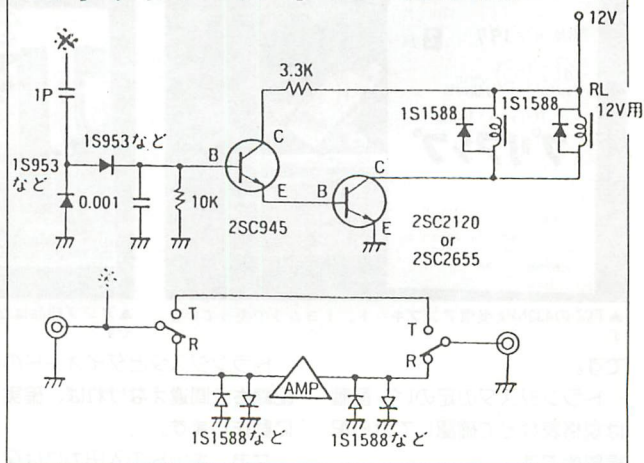 12V
3.3K
1P
RL
1S1588
1S1588
12V用
1S953など
C
1S953
など
B
0.001
10K
E
B
C
E
2SC945
2SC2120
or
2SC2655
T
R
T
R
AMP
1S1588など
1S1588など